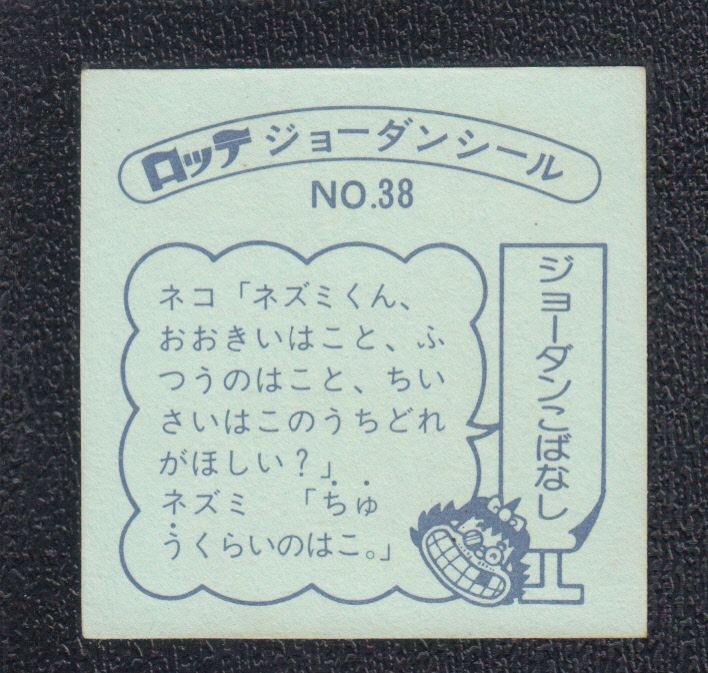 ロッテ ジョーダンシール
NO.38
ジョーダンこばなし
ネコ「ネズミくん、
おおきいはこと、ふ
つうのはこと、ちい
さいはこのうちどれ
がほしい？」
ネズミ 「ちゅ
うくらいのはこ。」